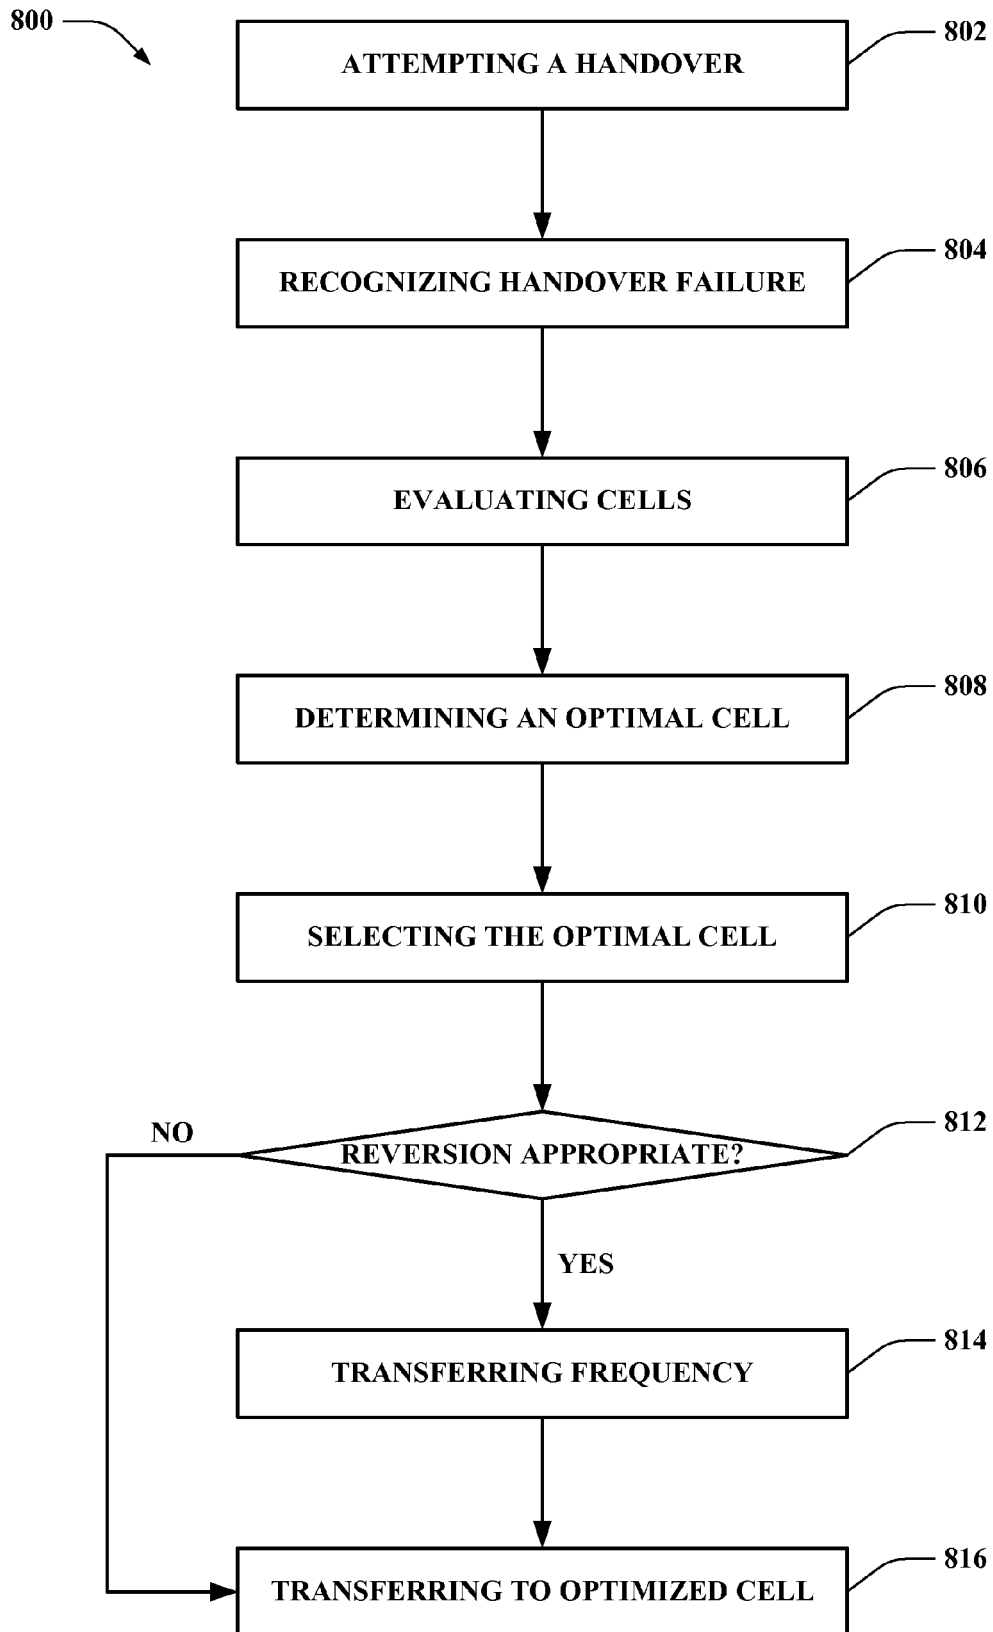 800
ATTEMPTING A HANDOVER
802
RECOGNIZING HANDOVER FAILURE
804
EVALUATING CELLS
806
DETERMINING AN OPTIMAL CELL
808
SELECTING THE OPTIMAL CELL
810
REVERSION APPROPRIATE?
812
NO
YES
TRANSFERRING FREQUENCY
814
TRANSFERRING TO OPTIMIZED CELL
816